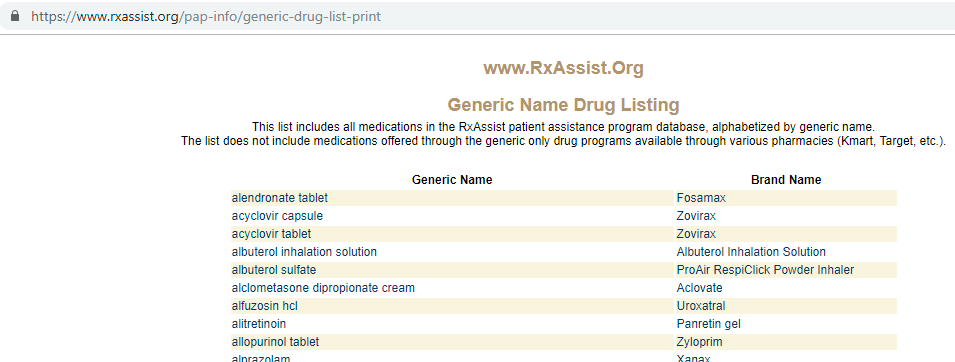 https://www.rxassist.org/pap-info/generic-drug-list-print
www.RxAssist.Org
Generic Name Drug Listing
This list includes all medications in the RxAssist patient assistance program database, alphabetized by generic name.
The list does not include medications offered through the generic only drug programs available through various pharmacies (Kmart, Target, etc.).
Generic Name Brand Name
alendronate tablet Fosamax
acyclovir capsule Zovirax
acyclovir tablet Zovirax
albuterol inhalation solution Albuterol Inhalation Solution
albuterol sulfate ProAir RespiClick Powder Inhaler
alclometasone dipropionate cream Aclovate
alfuzosin hcl Uroxatral
alitretinoin Panretin gel
allopurinol tablet Zyloprim
alprazolam Xanax